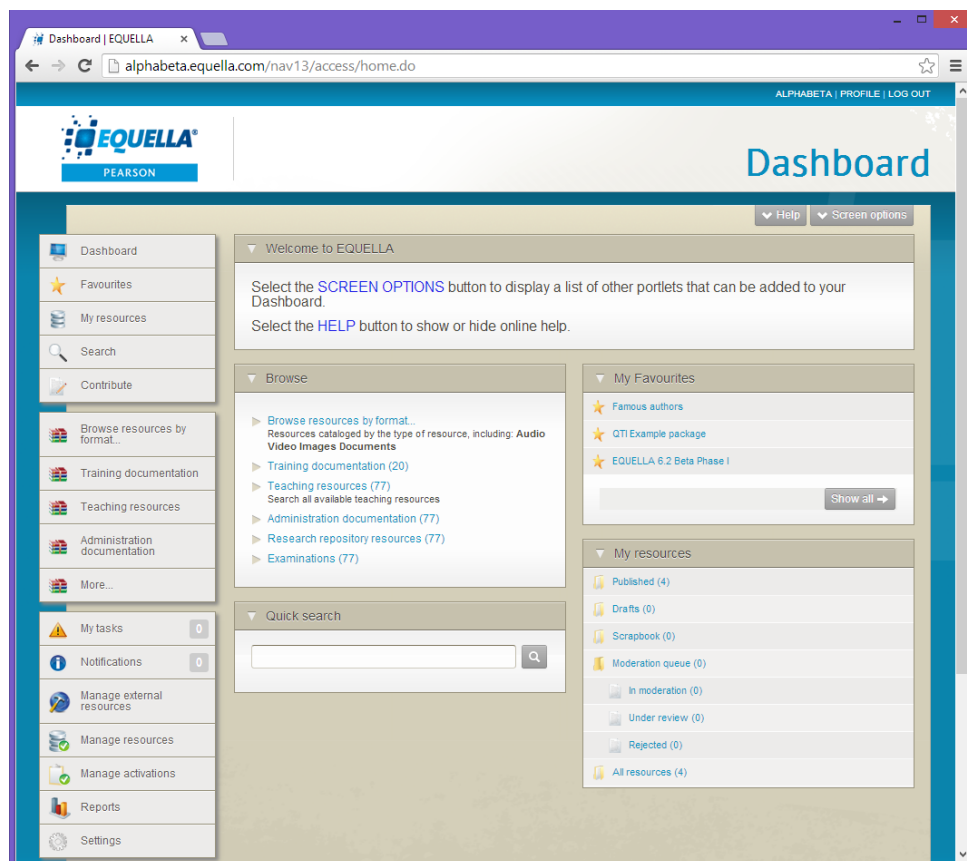 Dashboard | EQUELLA
alphabeta.equella.com/nav13/access/home.do
ALPHABETA | PROFILE | LOG OUT
EQUELLA®
PEARSON
Dashboard
Help
Screen options
Dashboard
Favourites
My resources
Search
Contribute
Browse resources by
format...
Training documentation
Teaching resources
Administration
documentation
More...
My tasks 0
Notifications 0
Manage external
resources
Manage resources
Manage activations
Reports
Settings
Welcome to EQUELLA
Select the SCREEN OPTIONS button to display a list of other portlets that can be added to your
Dashboard.
Select the HELP button to show or hide online help.
Browse
Browse resources by format...
Resources cataloged by the type of resource, including: Audio
Video Images Documents
Training documentation (20)
Teaching resources (77)
Search all available teaching resources
Administration documentation (77)
Research repository resources (77)
Examinations (77)
Quick search
My Favourites
Famous authors
QTI Example package
EQUELLA 6.2 Beta Phase I
Show all
My resources
Published (4)
Drafts (0)
Scrapbook (0)
Moderation queue (0)
In moderation (0)
Under review (0)
Rejected (0)
All resources (4)